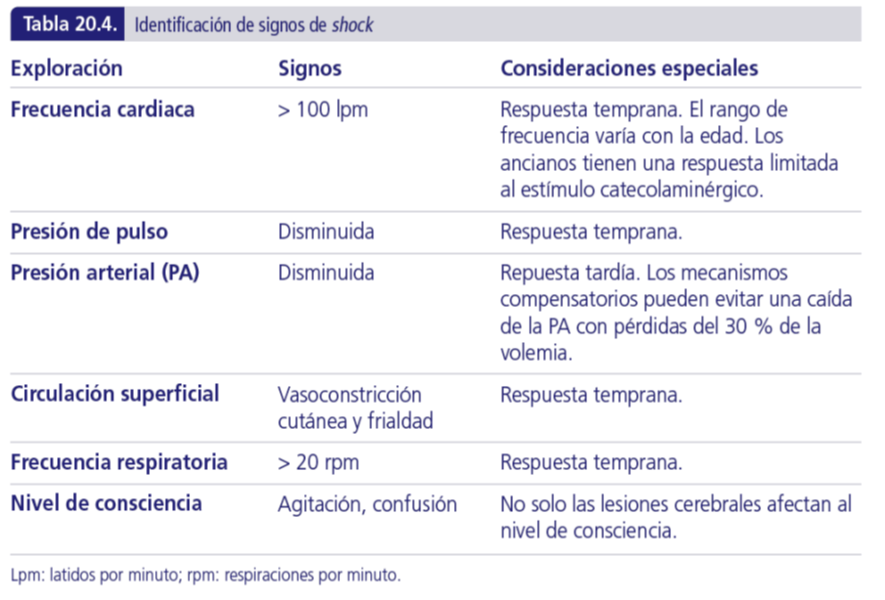 Tabla 20.4. Identificación de signos de shock
Exploración Signos Consideraciones especiales
Frecuencia cardiaca > 100 lpm Respuesta temprana. El rango de
frecuencia varía con la edad. Los
ancianos tienen una respuesta limitada
al estímulo catecolaminérgico.
Presión de pulso Disminuida Respuesta temprana.
Presión arterial (PA) Disminuida Repuesta tardía. Los mecanismos
compensatorios pueden evitar una caída
de la PA con pérdidas del 30 % de la
volemia.
Circulación superficial Vasoconstricción Respuesta temprana.
cutánea y frialdad
Frecuencia respiratoria > 20 rpm Respuesta temprana.
Nivel de consciencia Agitación, confusión No solo las lesiones cerebrales afectan al
nivel de consciencia.
Lpm: latidos por minuto; rpm: respiraciones por minuto.